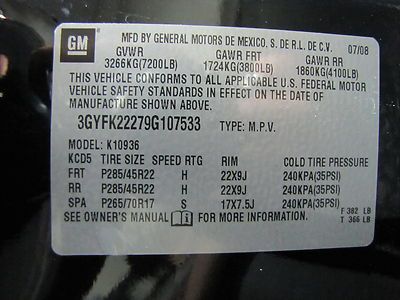 GM
MFD BY GENERAL MOTORS DE MEXICO. S. DE R.L. DE C.V. 07/08
GVWR GAWR FRT GAWR RR
3266KG(7200LB) 1724KG(3800LB) 1860KG(4100LB)
THIS VEHICLE CONFORMS TO ALL APPLICABLE U.S. FEDERAL MOTOR
VEHICLE SAFETY STANDARDS IN EFFECT ON THE DATE OF
MANUFACTURE SHOWN ABOVE.
3GYFK22279G107533 TYPE: M.P.V.
MODEL: K10936
KCD5 TIRE SIZE SPEED RTG RIM COLD TIRE PRESSURE
FRT P285/45R22 H 22X9J 240KPA(35PSI)
RR P285/45R22 H 22X9J 240KPA(35PSI)
SPA P265/70R17 S 17X7.5J 240KPA(35PSI)
SEE OWNER'S MANUAL FOR MORE INFORMATION
F 382 LB
T 366 LB